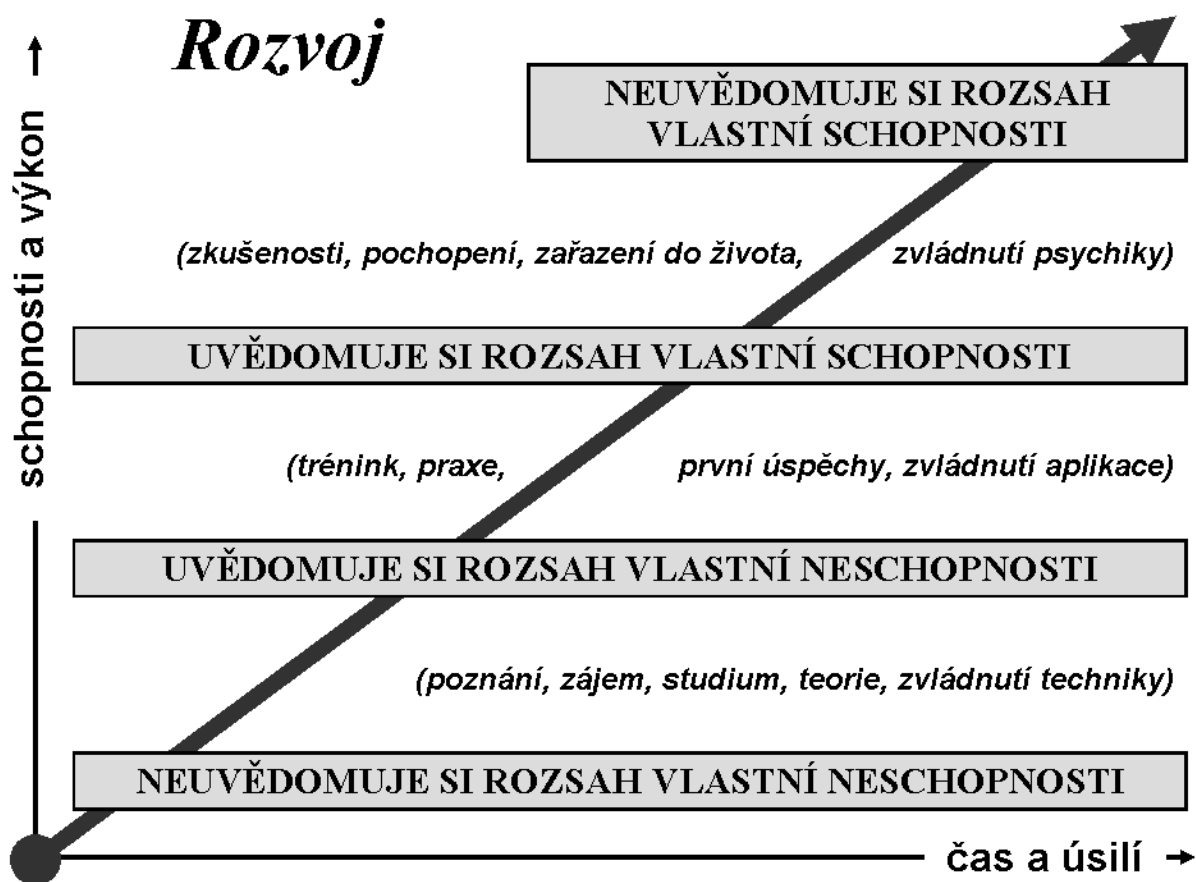 Rozvoj
NEUVĚDOMUJE SI ROZSAH
VLASTNÍ SCHOPNOSTI
(zkušenosti, pochopení, zařazení do života, zvládnutí psychiky)
UVĚDOMUJE SI ROZSAH VLASTNÍ SCHOPNOSTI
(trénink, praxe, první úspěchy, zvládnutí aplikace)
UVĚDOMUJE SI ROZSAH VLASTNÍ NESCHOPNOSTI
(poznání, zájem, studium, teorie, zvládnutí techniky)
NEUVĚDOMUJE SI ROZSAH VLASTNÍ NESCHOPNOSTI
schopnosti a výkon →
čas a úsilí →